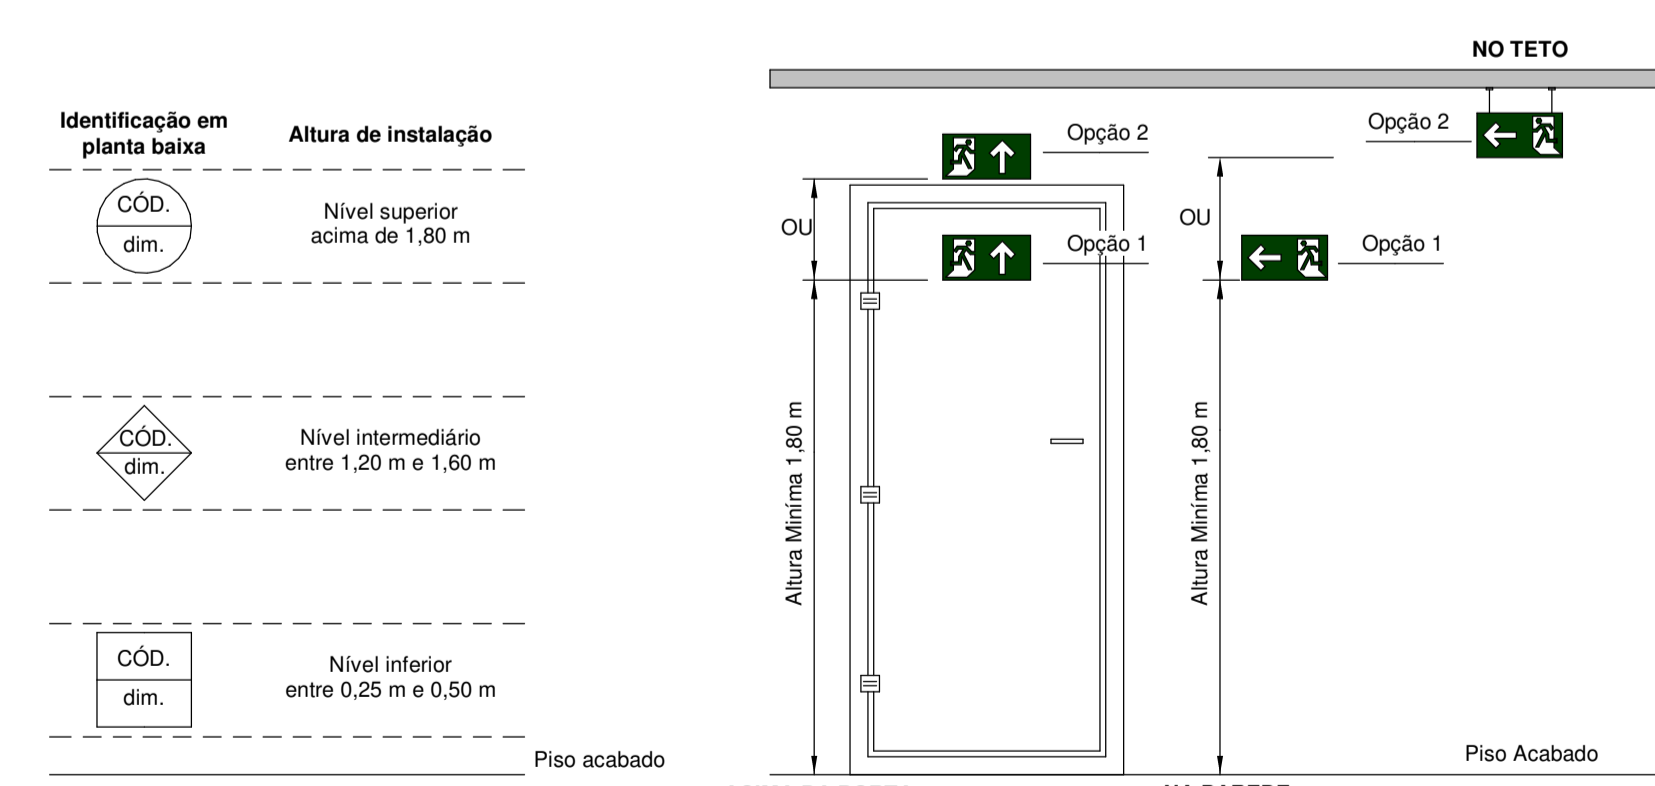 Identificação em
planta baixa
Altura de instalação
CÓD.
dim.
Nível superior
acima de 1,80 m
CÓD.
dim.
Nível intermediário
entre 1,20 m e 1,60 m
CÓD.
dim.
Nível inferior
entre 0,25 m e 0,50 m
Piso acabado
NO TETO
Opção 2
Opção 2
OU
OU
Opção 1
Opção 1
Altura Miníma 1,80 m
Altura Miníma 1,80 m
Piso Acabado